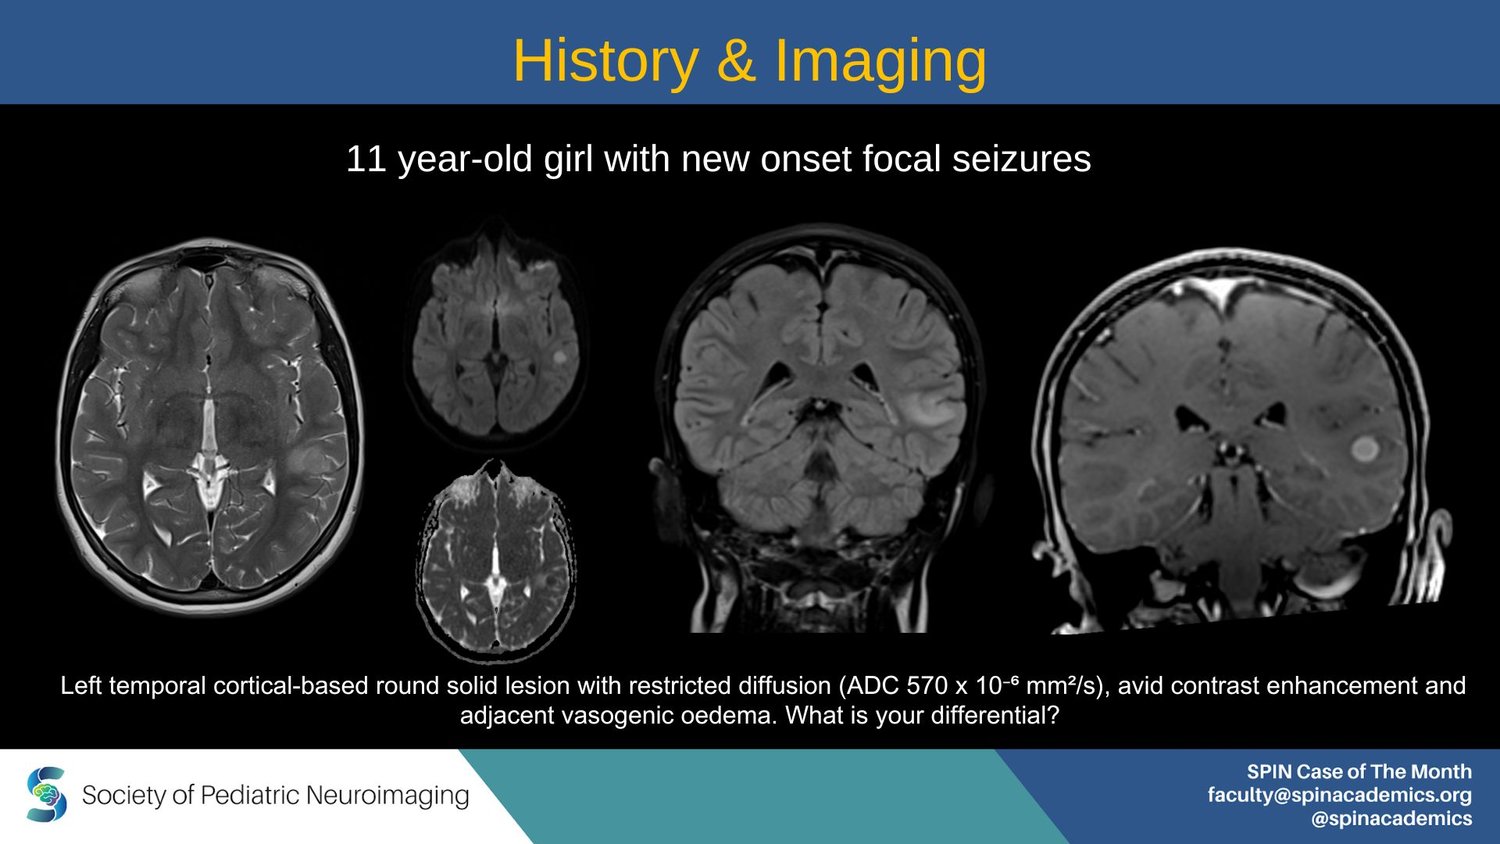 History & Imaging
11 year-old girl with new onset focal seizures
Left temporal cortical-based round solid lesion with restricted diffusion (ADC 570 x 10⁻⁶ mm²/s), avid contrast enhancement and
adjacent vasogenic oedema. What is your differential?
Society of Pediatric Neuroimaging
SPIN Case of The Month
faculty@spinacademics.org
@spinacademics